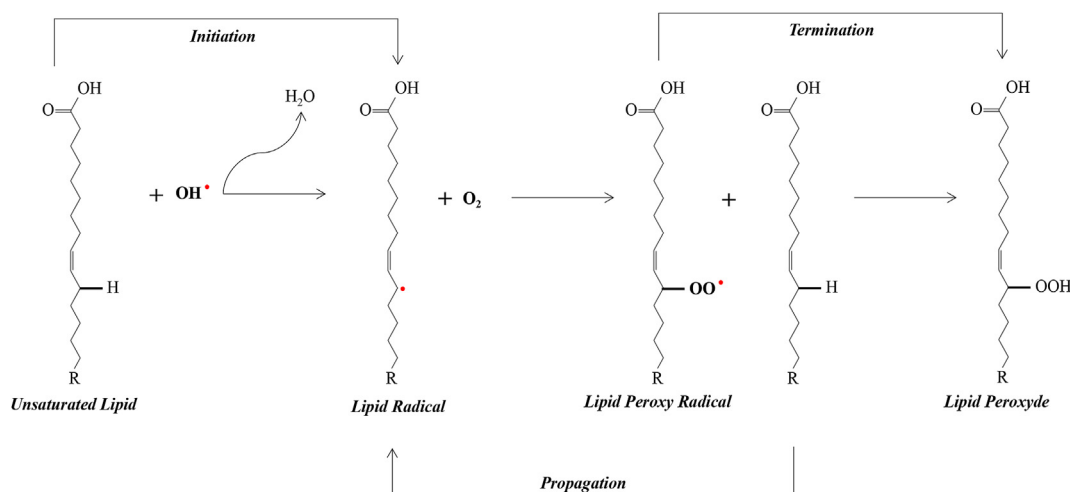 Initiation
Termination
OH
O
H₂O
OH
O
OH
O
OH
O
OH
O
+ OH•
+ O₂
+
H
•
OO•
H
OOH
R
R
R
R
R
Unsaturated Lipid
Lipid Radical
Lipid Peroxy Radical
Lipid Peroxyde
Propagation